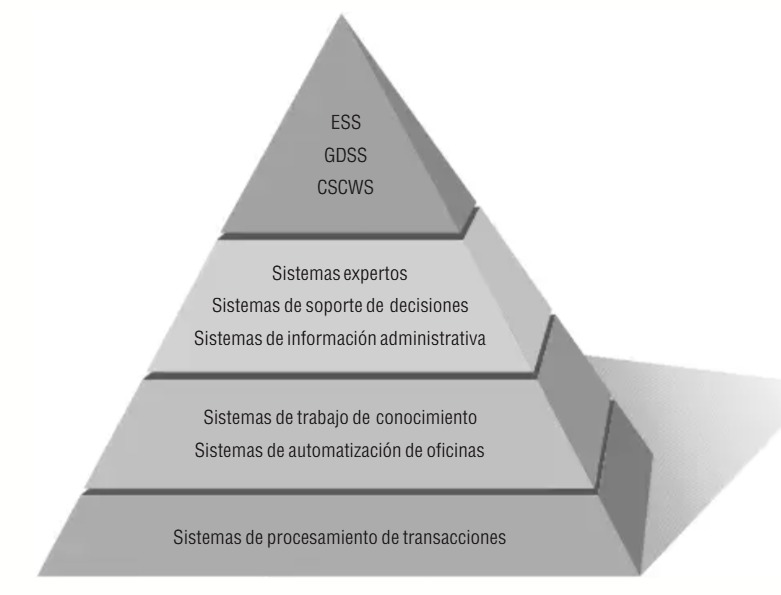 ESS
GDSS
CSCWS
Sistemas expertos
Sistemas de soporte de decisiones
Sistemas de información administrativa
Sistemas de trabajo de conocimiento
Sistemas de automatización de oficinas
Sistemas de procesamiento de transacciones